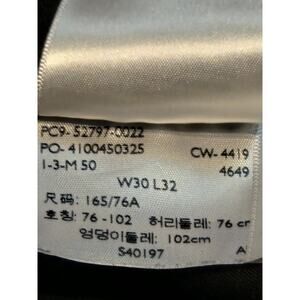 PC9- 52797-0022
PO- 4100450325 CW- 4419
1-3-M 50 4649
W30 L32
尺码: 165/76A
호칭: 76 -102 허리둘레: 76 cm
엉덩이둘레: 102cm
S40197 A